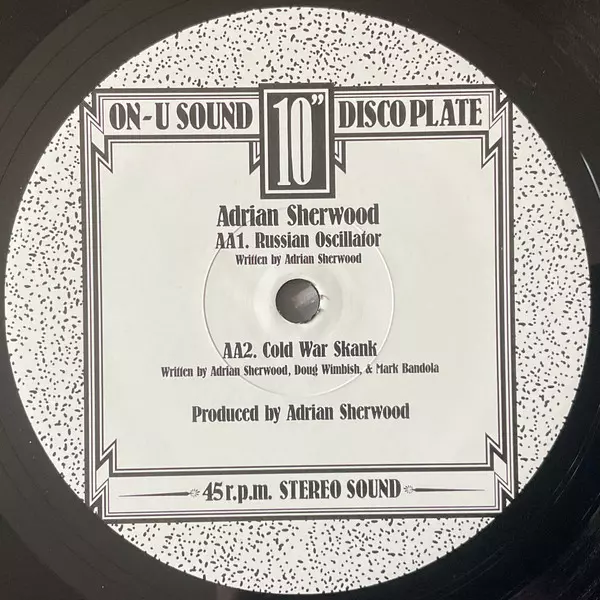 ON-U SOUND 10" DISCO PLATE
Adrian Sherwood
AA1. Russian Oscillator
Written by Adrian Sherwood
AA2. Cold War Skank
Written by Adrian Sherwood, Doug Wimbish, & Mark Bandola
Produced by Adrian Sherwood
45 r.p.m. STEREO SOUND